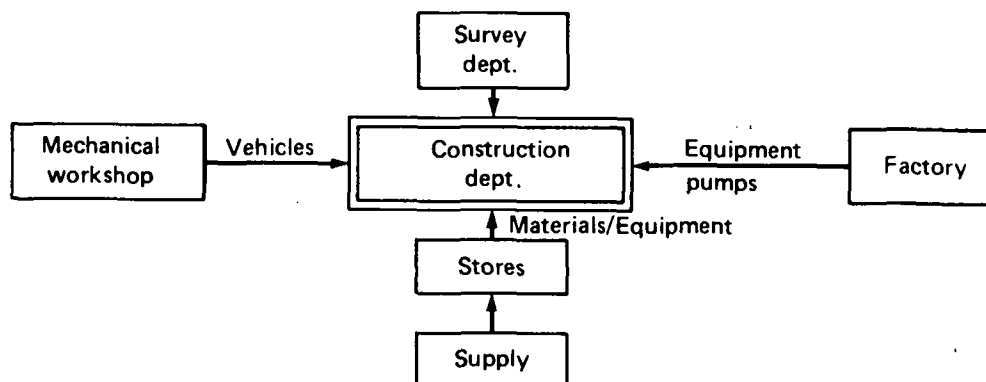 Survey
dept.
Mechanical
workshop
Vehicles
Construction
dept.
Equipment
pumps
Factory
Materials/Equipment
Stores
Supply